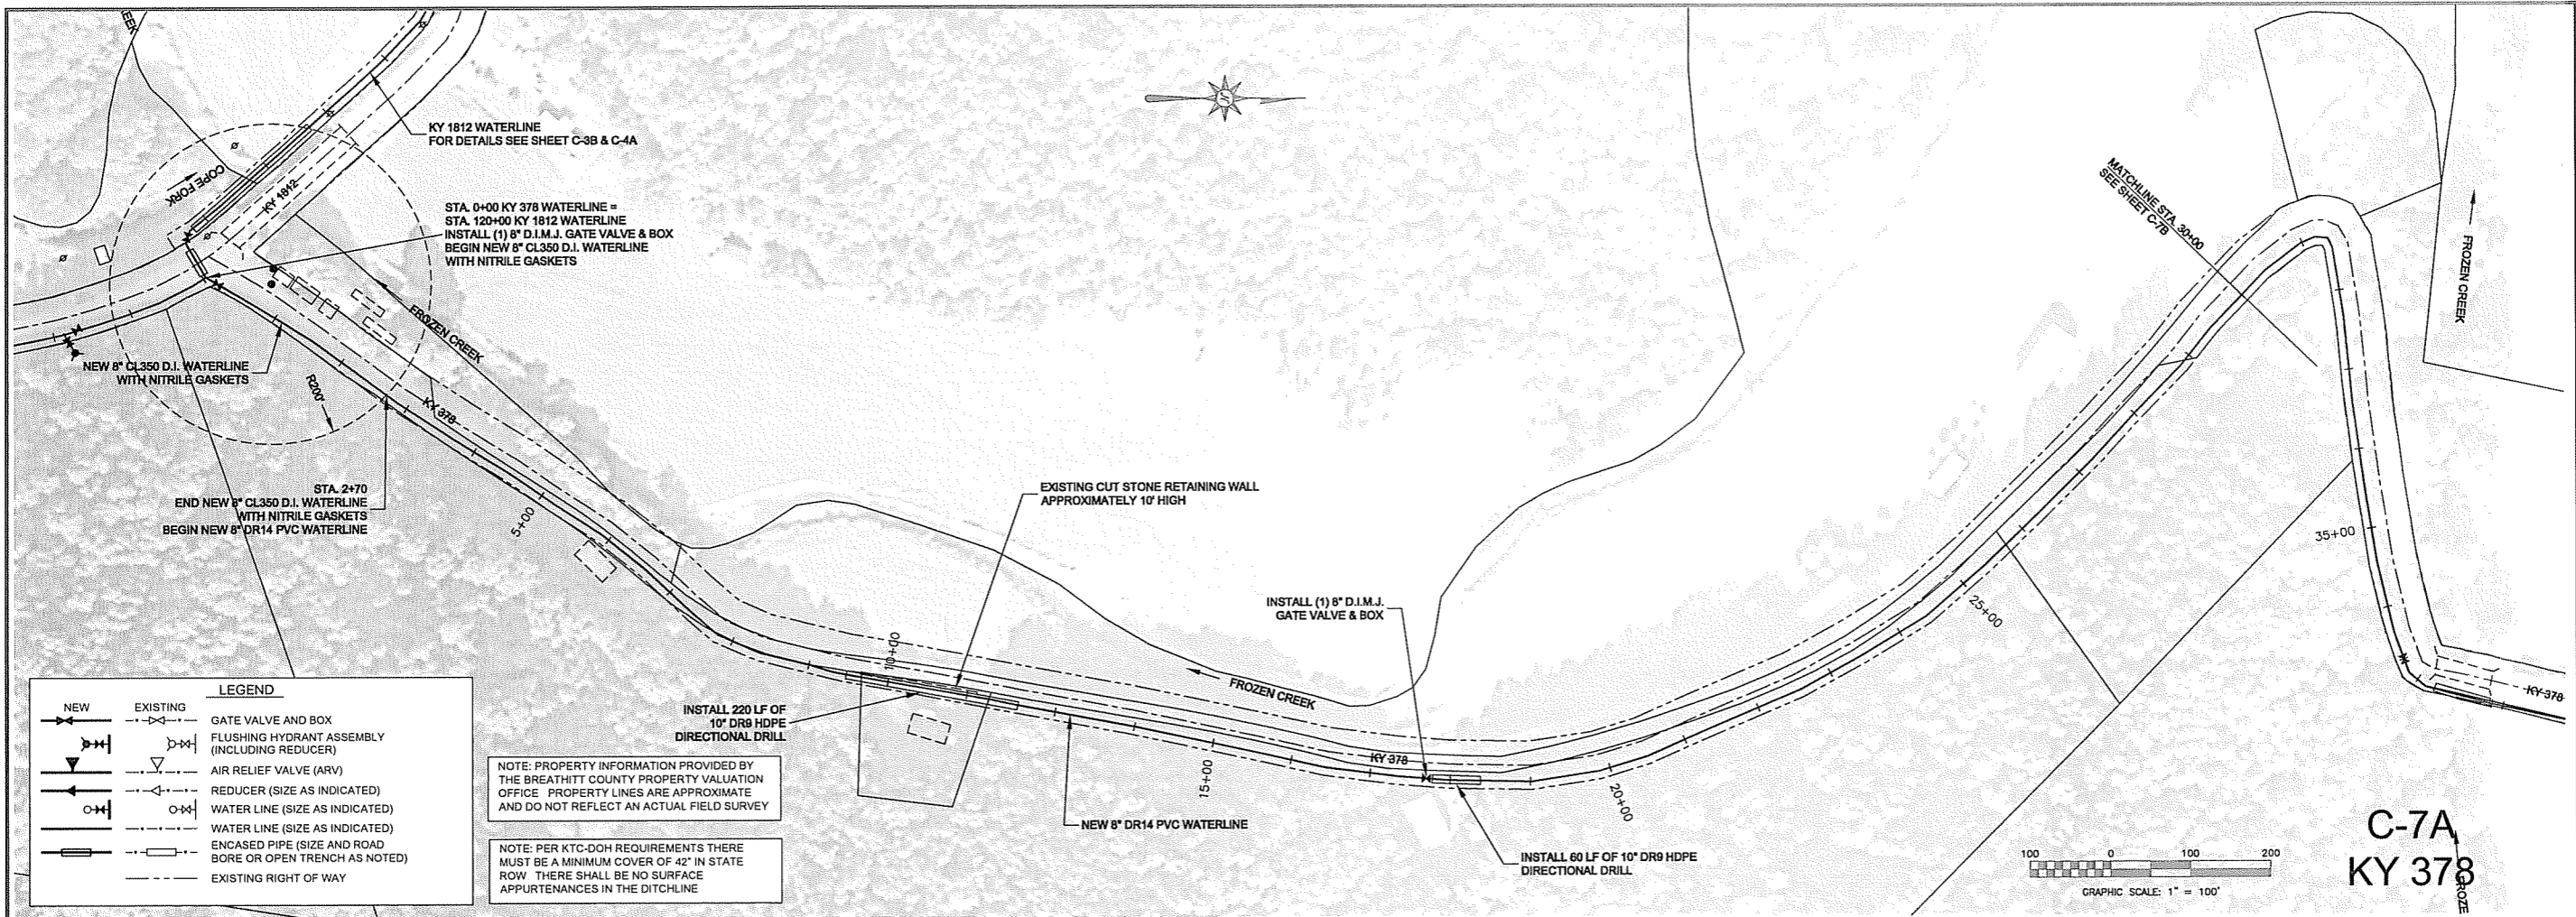 CREEK
KY 1812 WATERLINE
FOR DETAILS SEE SHEET C-3B & C-4A
COPE FORK
KY 1812
STA. 0+00 KY 378 WATERLINE =
STA. 120+00 KY 1812 WATERLINE
INSTALL (1) 8" D.I.M.J. GATE VALVE & BOX
BEGIN NEW 8" CL350 D.I. WATERLINE
WITH NITRILE GASKETS
FROZEN CREEK
NEW 8" CL350 D.I. WATERLINE
WITH NITRILE GASKETS
R200'
KY 378
STA. 2+70
END NEW 8" CL350 D.I. WATERLINE
WITH NITRILE GASKETS
BEGIN NEW 8" DR14 PVC WATERLINE
5+00
EXISTING CUT STONE RETAINING WALL
APPROXIMATELY 10' HIGH
10+00
INSTALL 220 LF OF
10" DR9 HDPE
DIRECTIONAL DRILL
INSTALL (1) 8" D.I.M.J.
GATE VALVE & BOX
FROZEN CREEK
KY 378
15+00
NEW 8" DR14 PVC WATERLINE
20+00
INSTALL 60 LF OF 10" DR9 HDPE
DIRECTIONAL DRILL
25+00
MATCHLINE STA. 30+00
SEE SHEET C-7B
FROZEN CREEK
35+00
KY 378
LEGEND
NEW EXISTING
GATE VALVE AND BOX
FLUSHING HYDRANT ASSEMBLY
(INCLUDING REDUCER)
AIR RELIEF VALVE (ARV)
REDUCER (SIZE AS INDICATED)
WATER LINE (SIZE AS INDICATED)
WATER LINE (SIZE AS INDICATED)
ENCASED PIPE (SIZE AND ROAD
BORE OR OPEN TRENCH AS NOTED)
EXISTING RIGHT OF WAY
NOTE: PROPERTY INFORMATION PROVIDED BY
THE BREATHITT COUNTY PROPERTY VALUATION
OFFICE PROPERTY LINES ARE APPROXIMATE
AND DO NOT REFLECT AN ACTUAL FIELD SURVEY
NOTE: PER KTC-DOH REQUIREMENTS THERE
MUST BE A MINIMUM COVER OF 42" IN STATE
ROW THERE SHALL BE NO SURFACE
APPURTENANCES IN THE DITCHLINE
100 0 100 200
GRAPHIC SCALE: 1" = 100'
C-7A
KY 378
FROZE